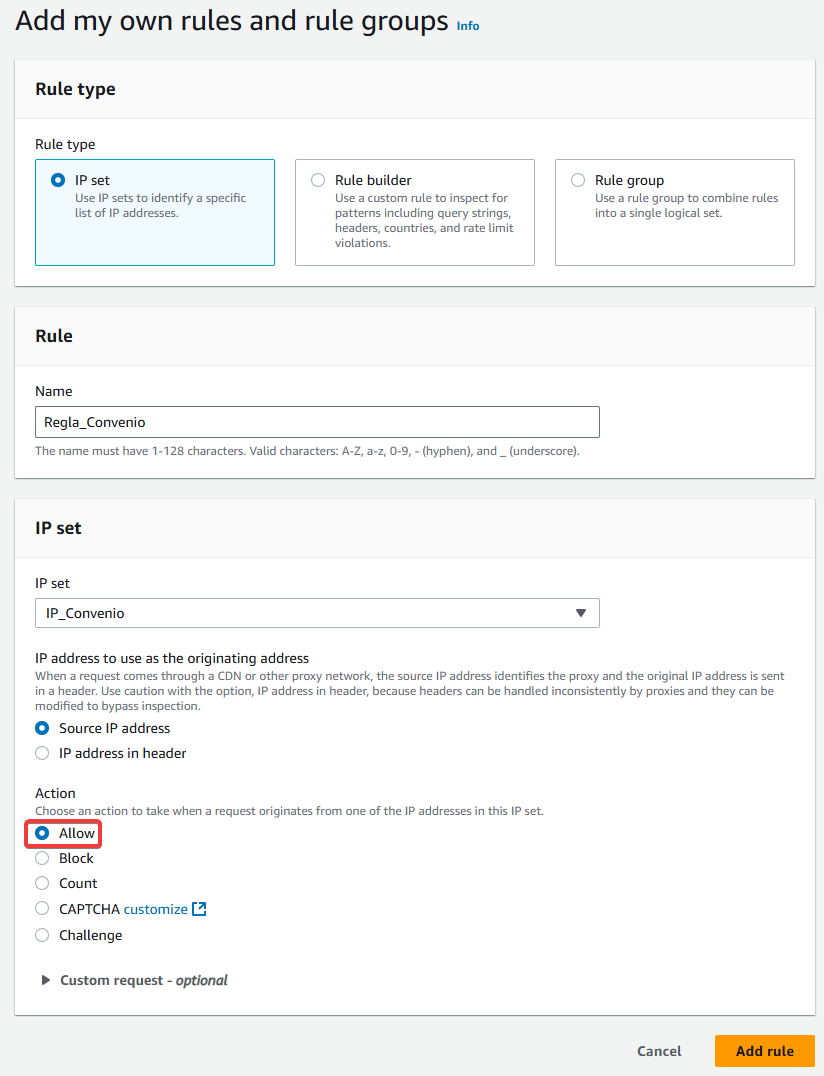 Add my own rules and rule groups Info
Rule type
Rule type
IP set
Use IP sets to identify a specific
list of IP addresses.
Rule builder
Use a custom rule to inspect for
patterns including query strings,
headers, countries, and rate limit
violations.
Rule group
Use a rule group to combine rules
into a single logical set.
Rule
Name
Regla_Convenio
The name must have 1-128 characters. Valid characters: A-Z, a-z, 0-9, - (hyphen), and _ (underscore).
IP set
IP set
IP_Convenio
IP address to use as the originating address
When a request comes through a CDN or other proxy network, the source IP address identifies the proxy and the original IP address is sent
in a header. Use caution with the option, IP address in header, because headers can be handled inconsistently by proxies and they can be
modified to bypass inspection.
Source IP address
IP address in header
Action
Choose an action to take when a request originates from one of the IP addresses in this IP set.
Allow
Block
Count
CAPTCHA customize
Challenge
Custom request - optional
Cancel
Add rule